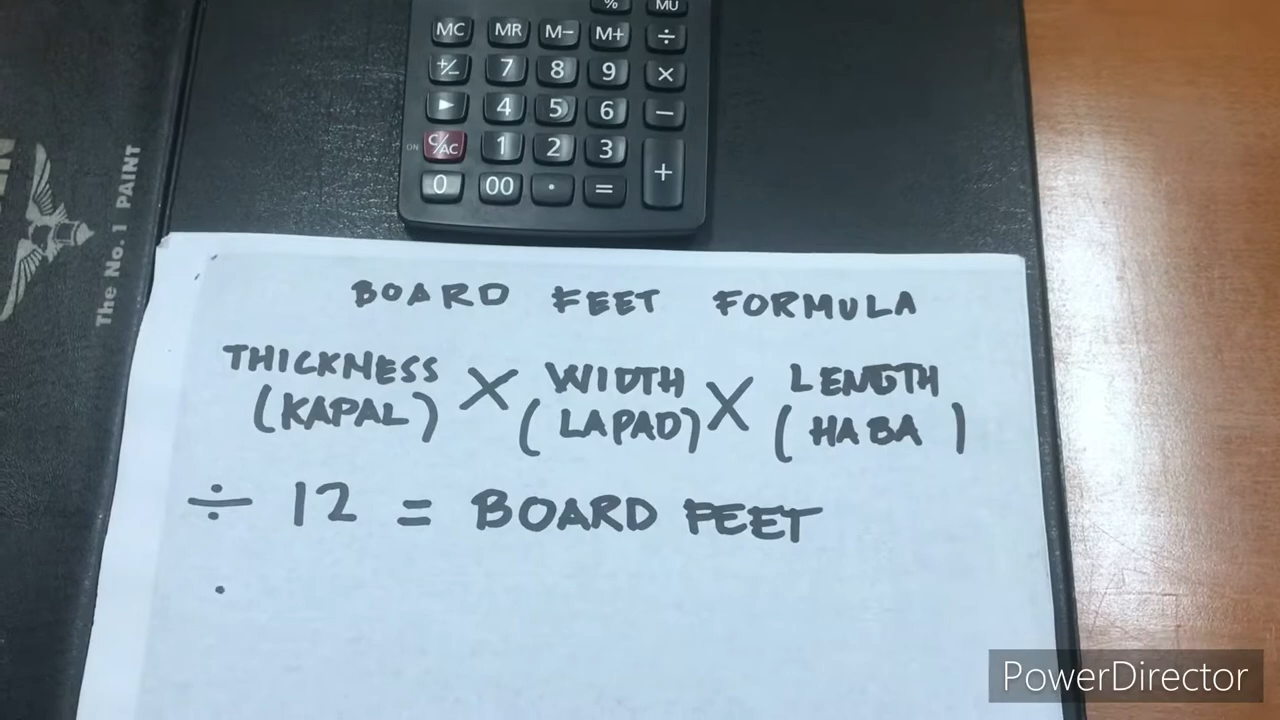 % MU
MC MR M− M+ ÷
+/− 7 8 9 ×
▶ 4 5 6 −
ON C/AC 1 2 3 +
0 00 · =
The No. 1 PAINT
BOARD FEET FORMULA
THICKNESS X WIDTH X LENGTH
(KAPAL) (LAPAD) (HABA)
÷ 12 = BOARD FEET
PowerDirector